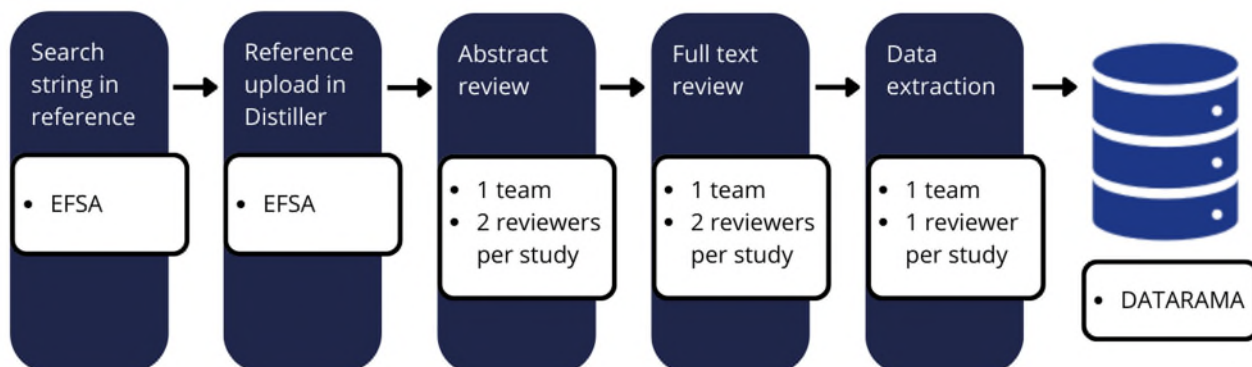 Search
string in
reference
• EFSA
Reference
upload in
Distiller
• EFSA
Abstract
review
• 1 team
• 2 reviewers
per study
Full text
review
• 1 team
• 2 reviewers
per study
Data
extraction
• 1 team
• 1 reviewer
per study
• DATARAMA